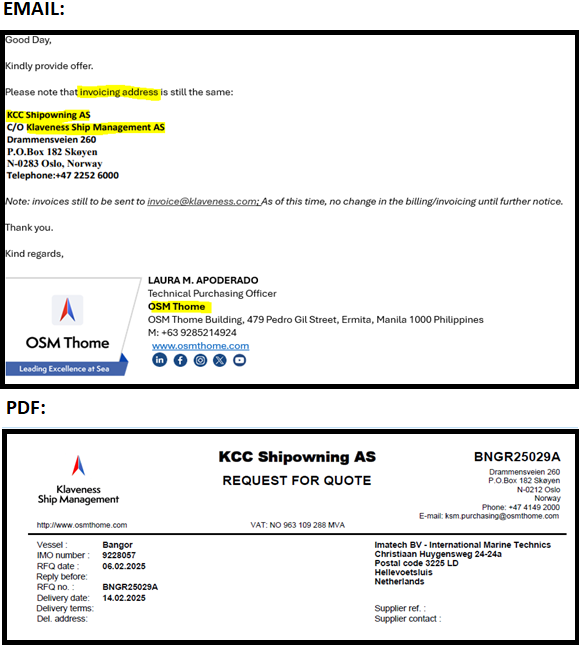 EMAIL:
Good Day,
Kindly provide offer.
Please note that invoicing address is still the same:
KCC Shipowning AS
C/O Klaveness Ship Management AS
Drammensveien 260
P.O.Box 182 Skøyen
N-0283 Oslo, Norway
Telephone:+47 2252 6000
Note: invoices still to be sent to invoice@klaveness.com; As of this time, no change in the billing/invoicing until further notice.
Thank you.
Kind regards,
OSM Thome
Leading Excellence at Sea
LAURA M. APODERADO
Technical Purchasing Officer
OSM Thome
OSM Thome Building, 479 Pedro Gil Street, Ermita, Manila 1000 Philippines
M: +63 9285214924
www.osmthome.com
in f X
PDF:
Klaveness
Ship Management
http://www.osmthome.com
KCC Shipowning AS
REQUEST FOR QUOTE
VAT: NO 963 109 288 MVA
BNGR25029A
Drammensveien 260
P.O.Box 182 Skøyen
N-0212 Oslo
Norway
Phone: +47 4149 2000
E-mail: ksm.purchasing@osmthome.com
Vessel : Bangor
IMO number : 9228057
RFQ date : 06.02.2025
Reply before:
RFQ no. : BNGR25029A
Delivery date: 14.02.2025
Delivery terms:
Del. address:
Imatech BV - International Marine Technics
Christiaan Huygensweg 24-24a
Postal code 3225 LD
Hellevoetsluis
Netherlands
Supplier ref. :
Supplier contact :